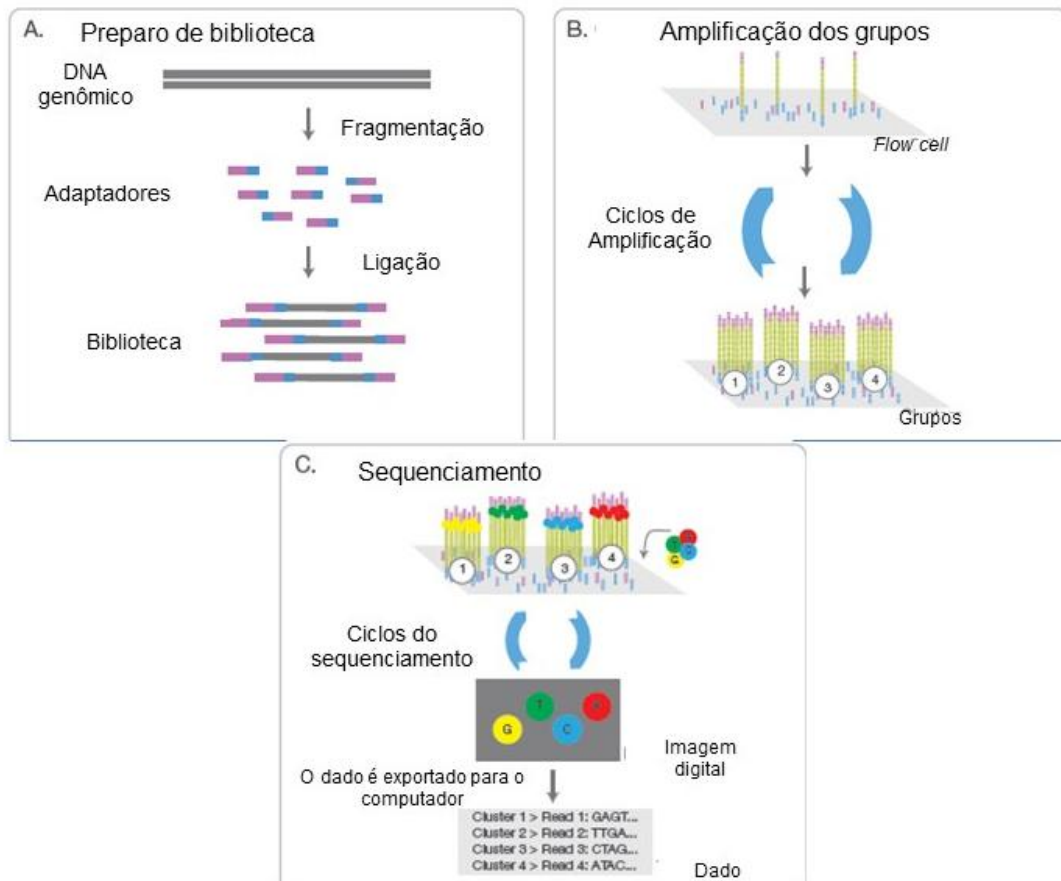 A. Preparo de biblioteca
DNA
genômico
Fragmentação
Adaptadores
Ligação
Biblioteca
B. Amplificação dos grupos
Flow cell
Ciclos de
Amplificação
1 2 3 4
Grupos
C. Sequenciamento
1 2 3 4
G
Ciclos do
sequenciamento
G T C A
Imagem
digital
O dado é exportado para o
computador
Cluster 1 > Read 1: GAGT...
Cluster 2 > Read 2: TTGA...
Cluster 3 > Read 3: CTAG...
Cluster 4 > Read 4: ATAC...
Dado